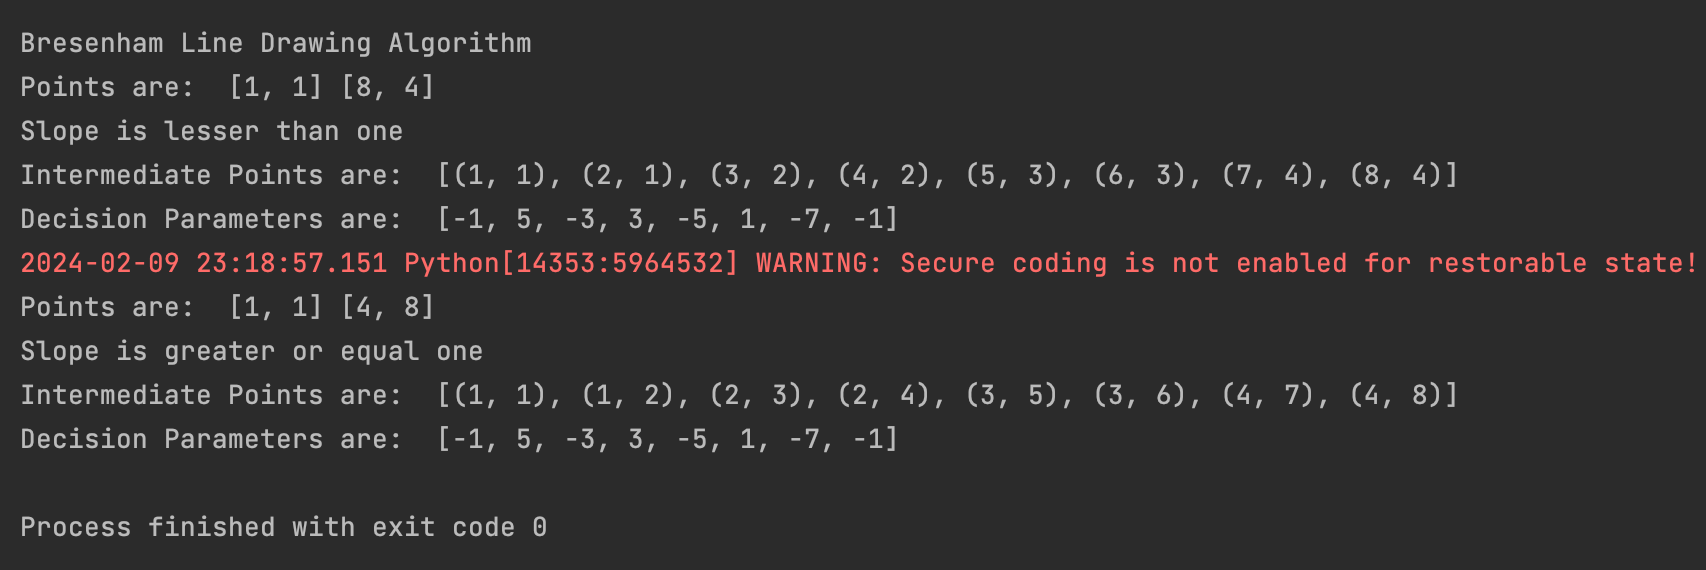 Bresenham Line Drawing Algorithm
Points are:  [1, 1] [8, 4]
Slope is lesser than one
Intermediate Points are:  [(1, 1), (2, 1), (3, 2), (4, 2), (5, 3), (6, 3), (7, 4), (8, 4)]
Decision Parameters are:  [-1, 5, -3, 3, -5, 1, -7, -1]
2024-02-09 23:18:57.151 Python[14353:5964532] WARNING: Secure coding is not enabled for restorable state!
Points are:  [1, 1] [4, 8]
Slope is greater or equal one
Intermediate Points are:  [(1, 1), (1, 2), (2, 3), (2, 4), (3, 5), (3, 6), (4, 7), (4, 8)]
Decision Parameters are:  [-1, 5, -3, 3, -5, 1, -7, -1]
Process finished with exit code 0